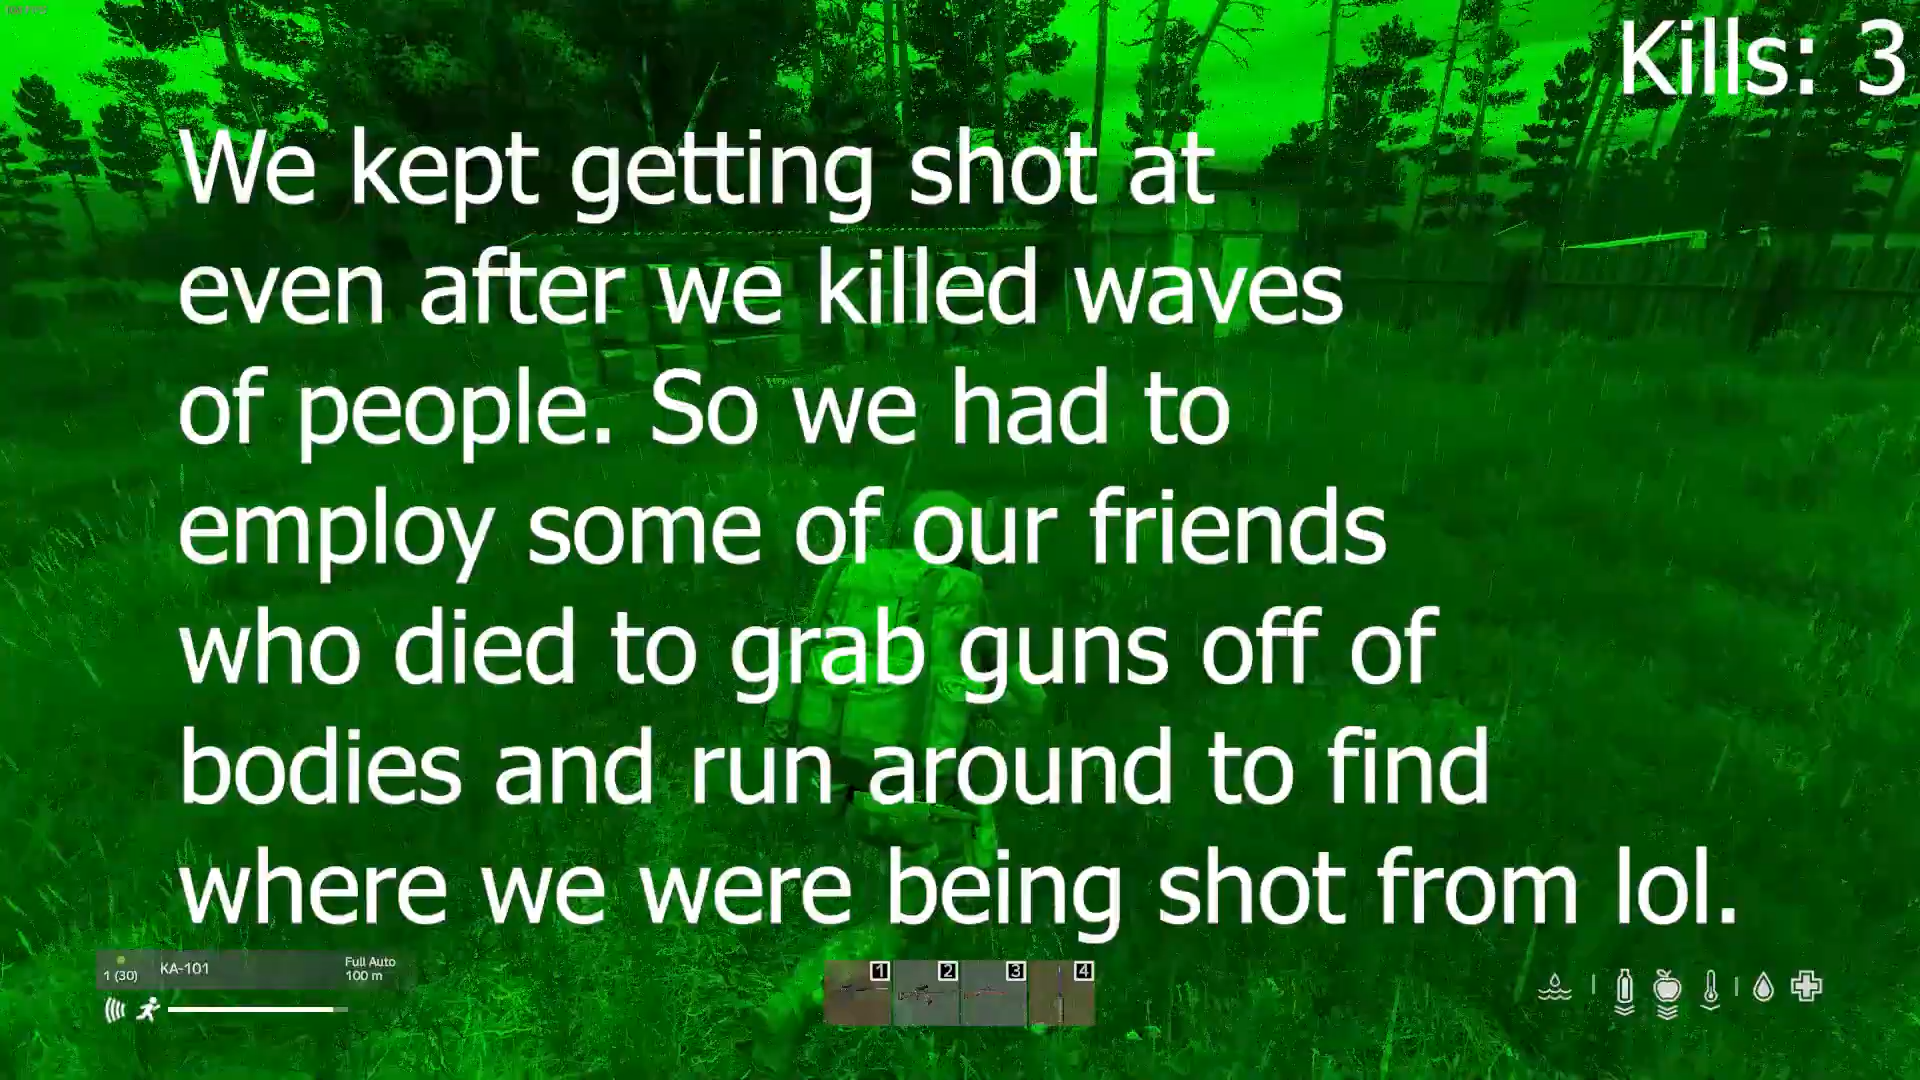 Kills: 3
We kept getting shot at
even after we killed waves
of people. So we had to
employ some of our friends
who died to grab guns off of
bodies and run around to find
where we were being shot from lol.
1 (30) KA-101 Full Auto
100 m
1 2 3 4